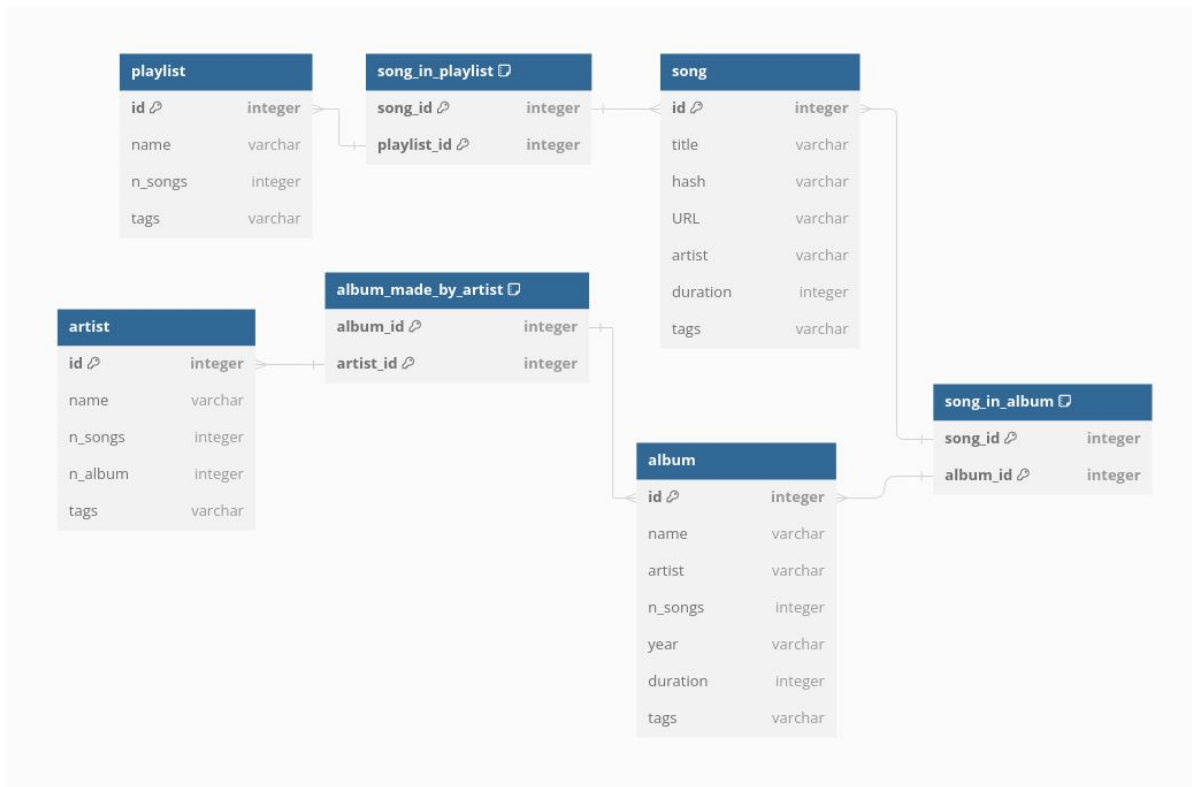 playlist
id integer
name varchar
n_songs integer
tags varchar
song_in_playlist
song_id integer
playlist_id integer
song
id integer
title varchar
hash varchar
URL varchar
artist varchar
duration integer
tags varchar
album_made_by_artist
album_id integer
artist_id integer
artist
id integer
name varchar
n_songs integer
n_album integer
tags varchar
song_in_album
song_id integer
album_id integer
album
id integer
name varchar
artist varchar
n_songs integer
year varchar
duration integer
tags varchar